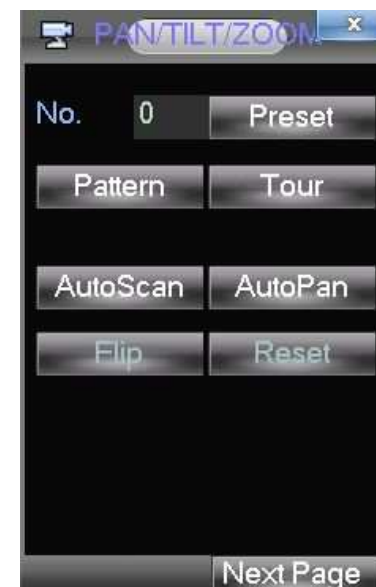 PAN/TILT/ZOOM x
No. 0 Preset
Pattern Tour
AutoScan AutoPan
Flip Reset
Next Page